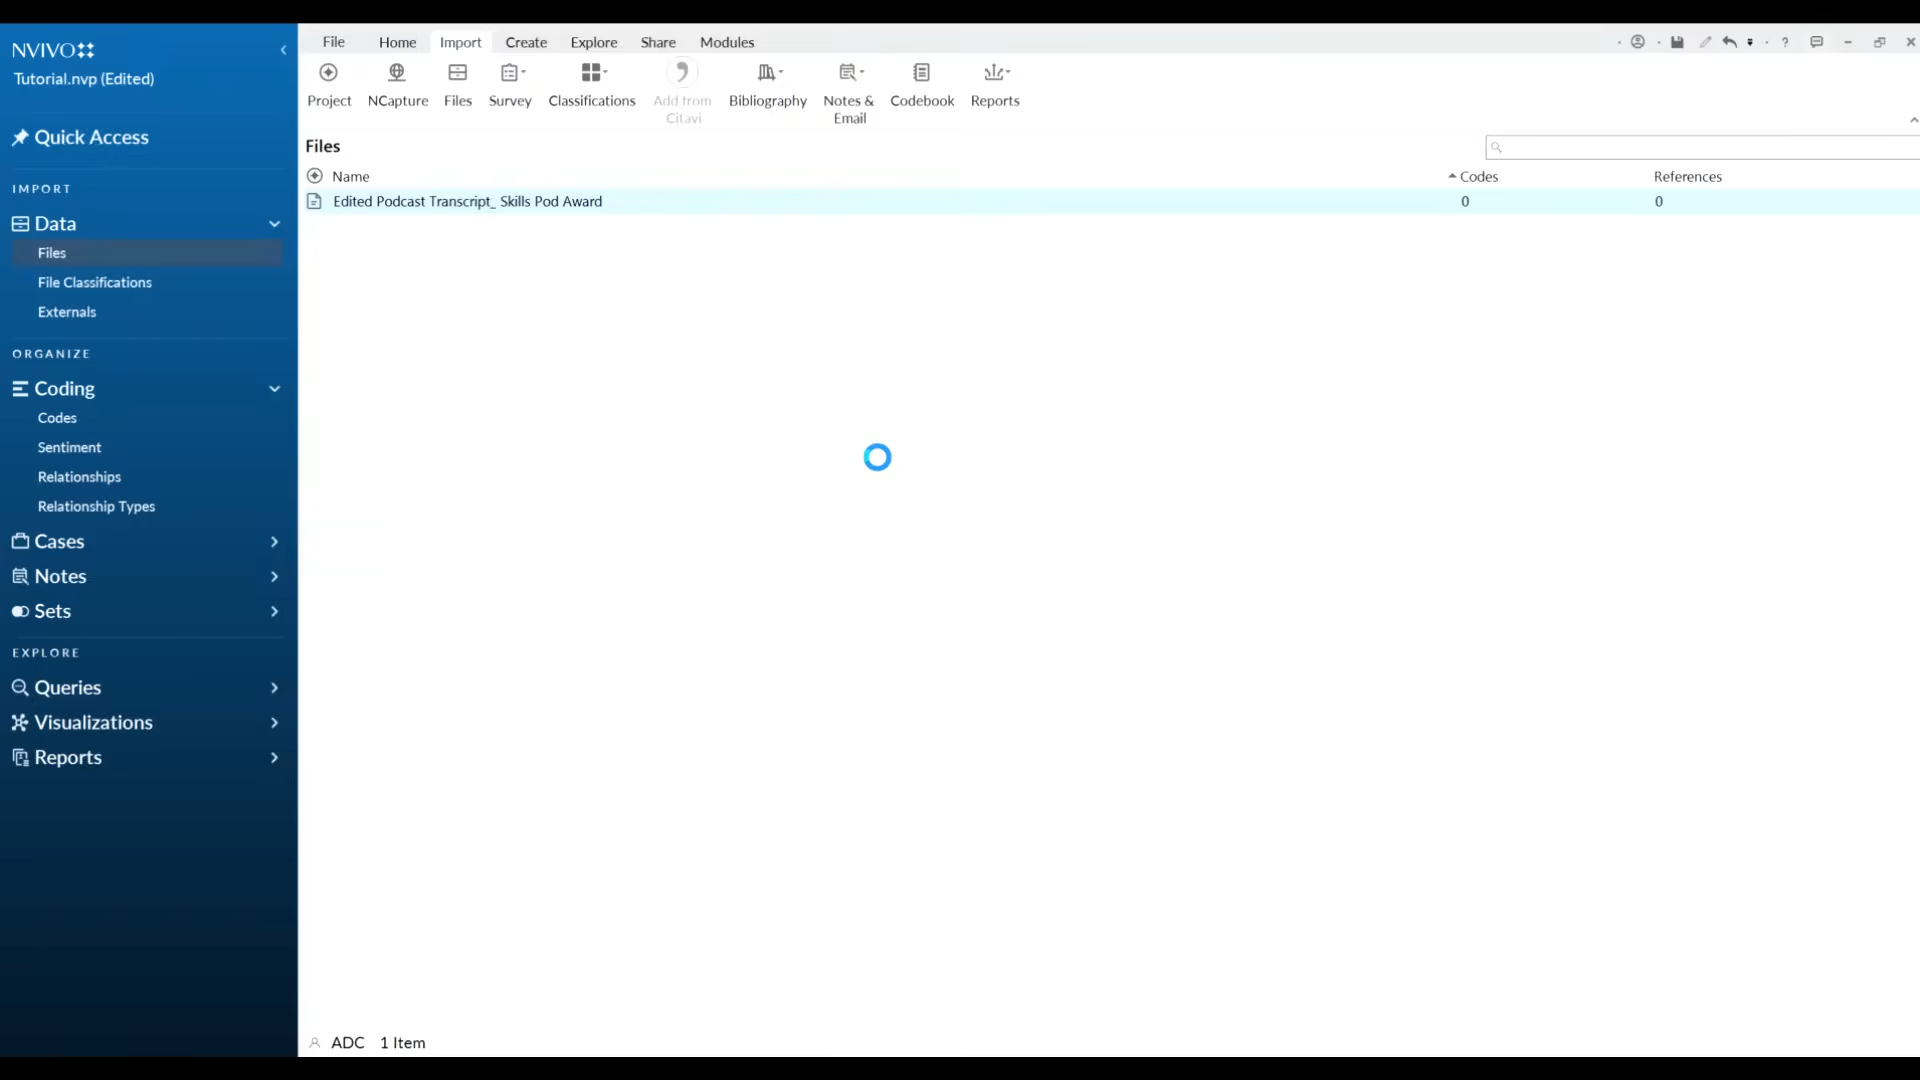 NVIVO
Tutorial.nvp (Edited)
Quick Access
IMPORT
Data
Files
File Classifications
Externals
ORGANIZE
Coding
Codes
Sentiment
Relationships
Relationship Types
Cases
Notes
Sets
EXPLORE
Queries
Visualizations
Reports
File Home Import Create Explore Share Modules
?
Project NCapture Files Survey Classifications Add from Bibliography Notes & Codebook Reports
Citavi Email
Files
Name Codes References
Edited Podcast Transcript_ Skills Pod Award 0 0
ADC 1 Item